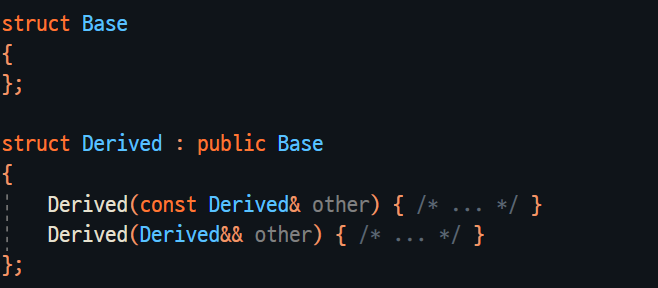 struct Base
{
};
struct Derived : public Base
{
Derived(const Derived& other) { /* ... */ }
Derived(Derived&& other) { /* ... */ }
};